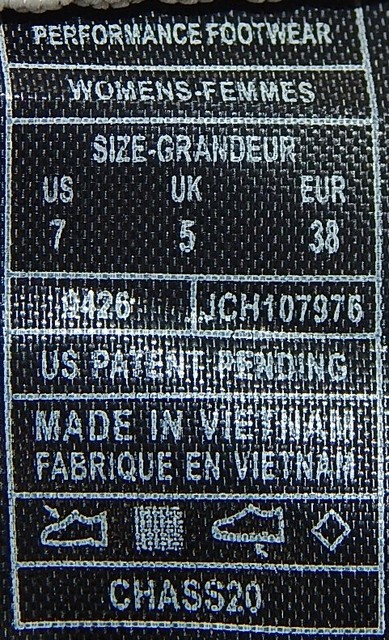 PERFORMANCE FOOTWEAR
WOMENS-FEMMES
SIZE-GRANDEUR
US UK EUR
7 5 38
JCH107976
US PATENT PENDING
MADE IN VIETNAM
FABRIQUE EN VIETNAM
CHASS20